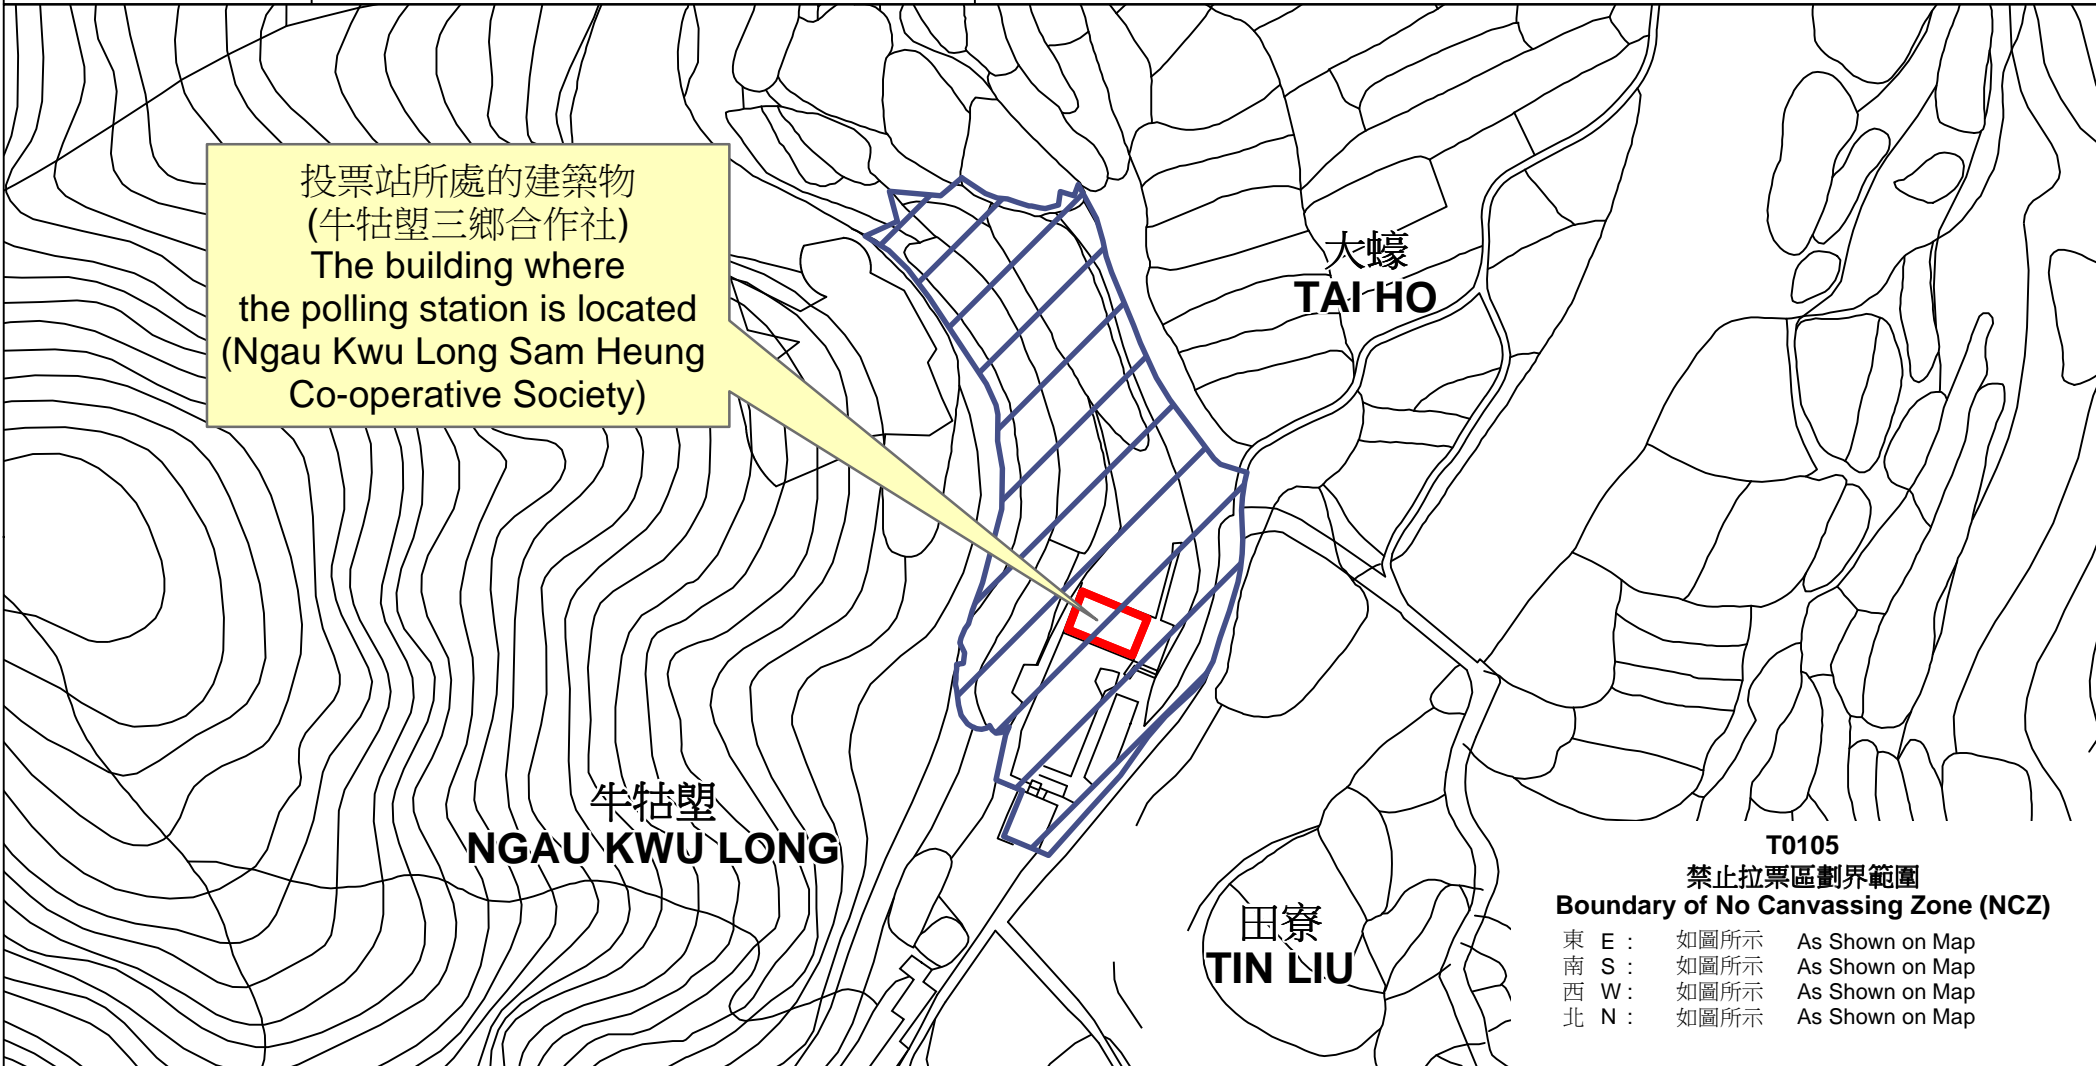 投票站所處的建築物
(牛牯塱三鄉合作社)
The building where
the polling station is located
(Ngau Kwu Long Sam Heung
Co-operative Society)
大蠔
TAI HO
牛牯塱
NGAU KWU LONG
田寮
TIN LIU
T0105
禁止拉票區劃界範圍
Boundary of No Canvassing Zone (NCZ)
東 E : 如圖所示 As Shown on Map
南 S : 如圖所示 As Shown on Map
西 W : 如圖所示 As Shown on Map
北 N : 如圖所示 As Shown on Map